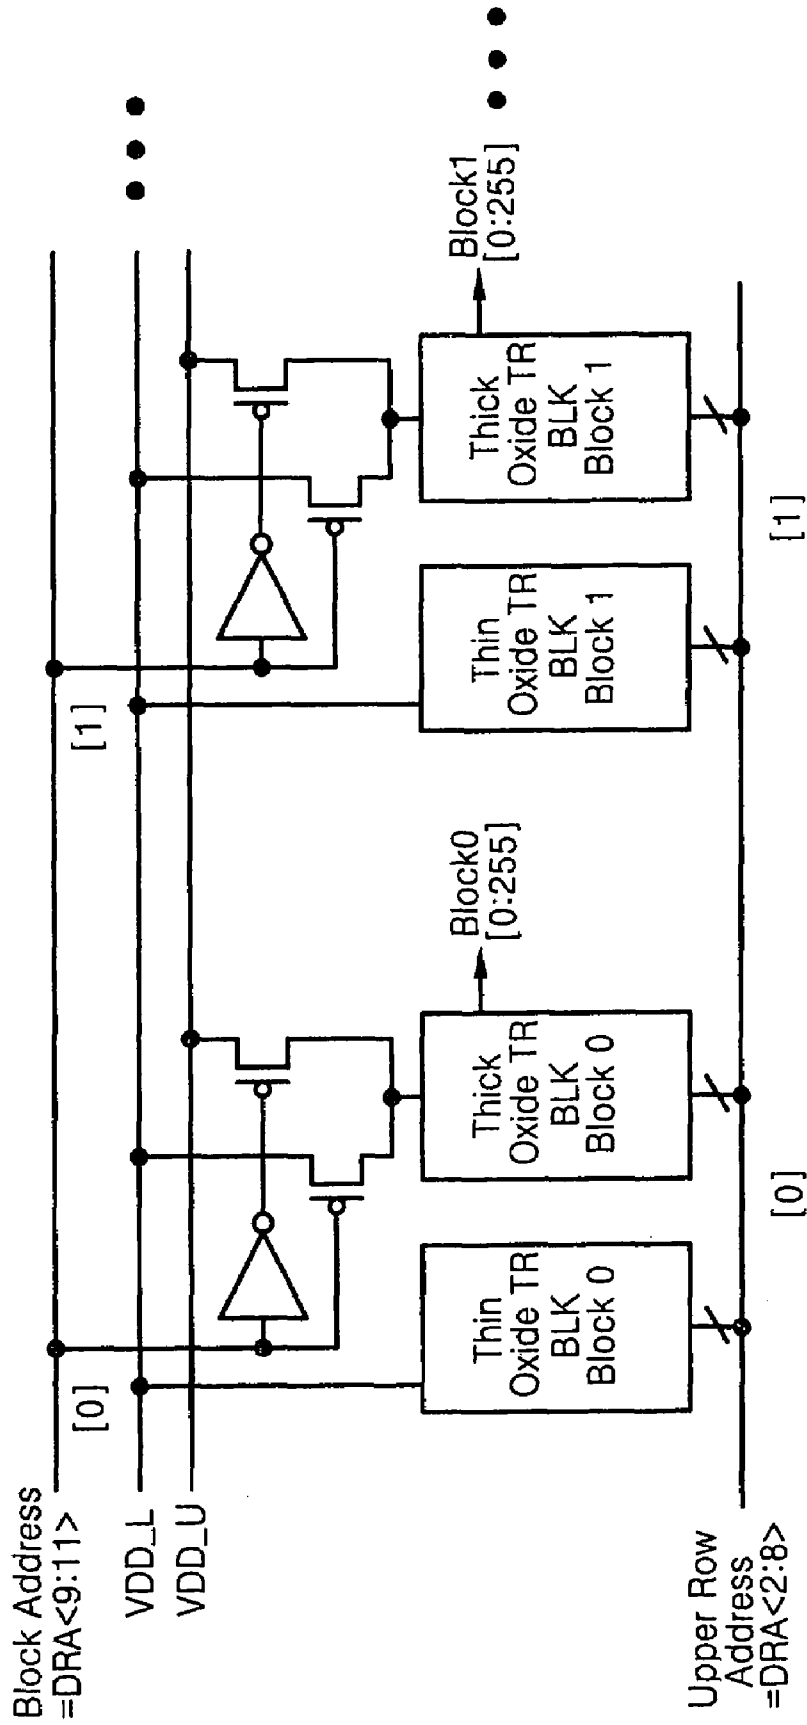 Block Address
=DRA<9:11>
VDD_L
VDD_U
[0]
[1]
Thin
Oxide TR
BLK
Block 0
Thick
Oxide TR
BLK
Block 0
Block0
[0:255]
Thin
Oxide TR
BLK
Block 1
Thick
Oxide TR
BLK
Block 1
Block1
[0:255]
Upper Row
Address
=DRA<2:8>
[0]
[1]